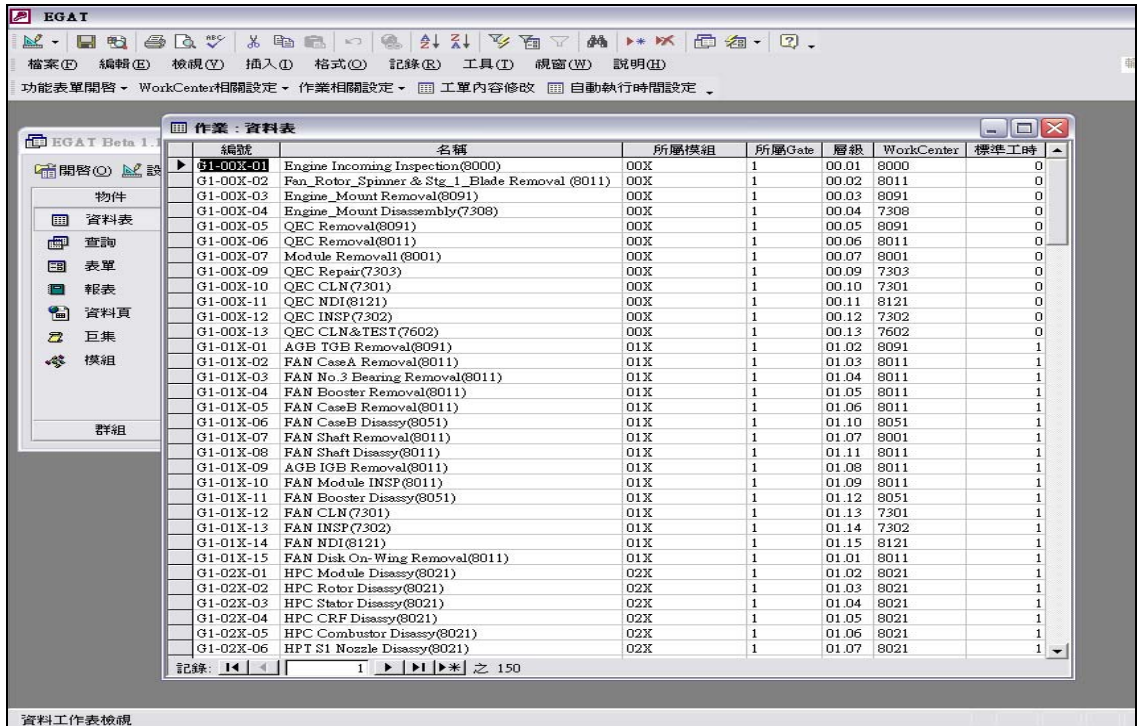 EGAT
檔案(F) 編輯(E) 檢視(V) 插入(I) 格式(O) 記錄(R) 工具(T) 視窗(W) 說明(H)
功能表單開啓 WorkCenter相關設定 作業相關設定 工單內容修改 自動執行時間設定
EGAT Beta 1.
開啓(O) 設
物件
資料表
查詢
表單
報表
資料頁
巨集
模組
群組
作業 : 資料表
編號 名稱 所屬模組 所屬Gate 層級 WorkCenter 標準工時
G1-00X-01 Engine Incoming Inspection(8000) 00X 1 00.01 8000 0
G1-00X-02 Fan_Rotor_Spinner & Stg_1_Blade Removal (8011) 00X 1 00.02 8011 0
G1-00X-03 Engine_Mount Removal(8091) 00X 1 00.03 8091 0
G1-00X-04 Engine_Mount Disassembly(7308) 00X 1 00.04 7308 0
G1-00X-05 QEC Removal(8091) 00X 1 00.05 8091 0
G1-00X-06 QEC Removal(8011) 00X 1 00.06 8011 0
G1-00X-07 Module Removal1(8001) 00X 1 00.07 8001 0
G1-00X-09 QEC Repair(7303) 00X 1 00.09 7303 0
G1-00X-10 QEC CLN(7301) 00X 1 00.10 7301 0
G1-00X-11 QEC NDI(8121) 00X 1 00.11 8121 0
G1-00X-12 QEC INSP(7302) 00X 1 00.12 7302 0
G1-00X-13 QEC CLN&TEST(7602) 00X 1 00.13 7602 0
G1-01X-01 AGB TGB Removal(8091) 01X 1 01.02 8091 1
G1-01X-02 FAN CaseA Removal(8011) 01X 1 01.03 8011 1
G1-01X-03 FAN No.3 Bearing Removal(8011) 01X 1 01.04 8011 1
G1-01X-04 FAN Booster Removal(8011) 01X 1 01.05 8011 1
G1-01X-05 FAN CaseB Removal(8011) 01X 1 01.06 8011 1
G1-01X-06 FAN CaseB Disassy(8051) 01X 1 01.10 8051 1
G1-01X-07 FAN Shaft Removal(8011) 01X 1 01.07 8001 1
G1-01X-08 FAN Shaft Disassy(8011) 01X 1 01.11 8011 1
G1-01X-09 AGB IGB Removal(8011) 01X 1 01.08 8011 1
G1-01X-10 FAN Module INSP(8011) 01X 1 01.09 8011 1
G1-01X-11 FAN Booster Disassy(8051) 01X 1 01.12 8051 1
G1-01X-12 FAN CLN(7301) 01X 1 01.13 7301 1
G1-01X-13 FAN INSP(7302) 01X 1 01.14 7302 1
G1-01X-14 FAN NDI(8121) 01X 1 01.15 8121 1
G1-01X-15 FAN Disk On-Wing Removal(8011) 01X 1 01.01 8011 1
G1-02X-01 HPC Module Disassy(8021) 02X 1 01.02 8021 1
G1-02X-02 HPC Rotor Disassy(8021) 02X 1 01.03 8021 1
G1-02X-03 HPC Stator Disassy(8021) 02X 1 01.04 8021 1
G1-02X-04 HPC CRF Disassy(8021) 02X 1 01.05 8021 1
G1-02X-05 HPC Combustor Disassy(8021) 02X 1 01.06 8021 1
G1-02X-06 HPT S1 Nozzle Disassy(8021) 02X 1 01.07 8021 1
記錄: 1 之 150
資料工作表檢視